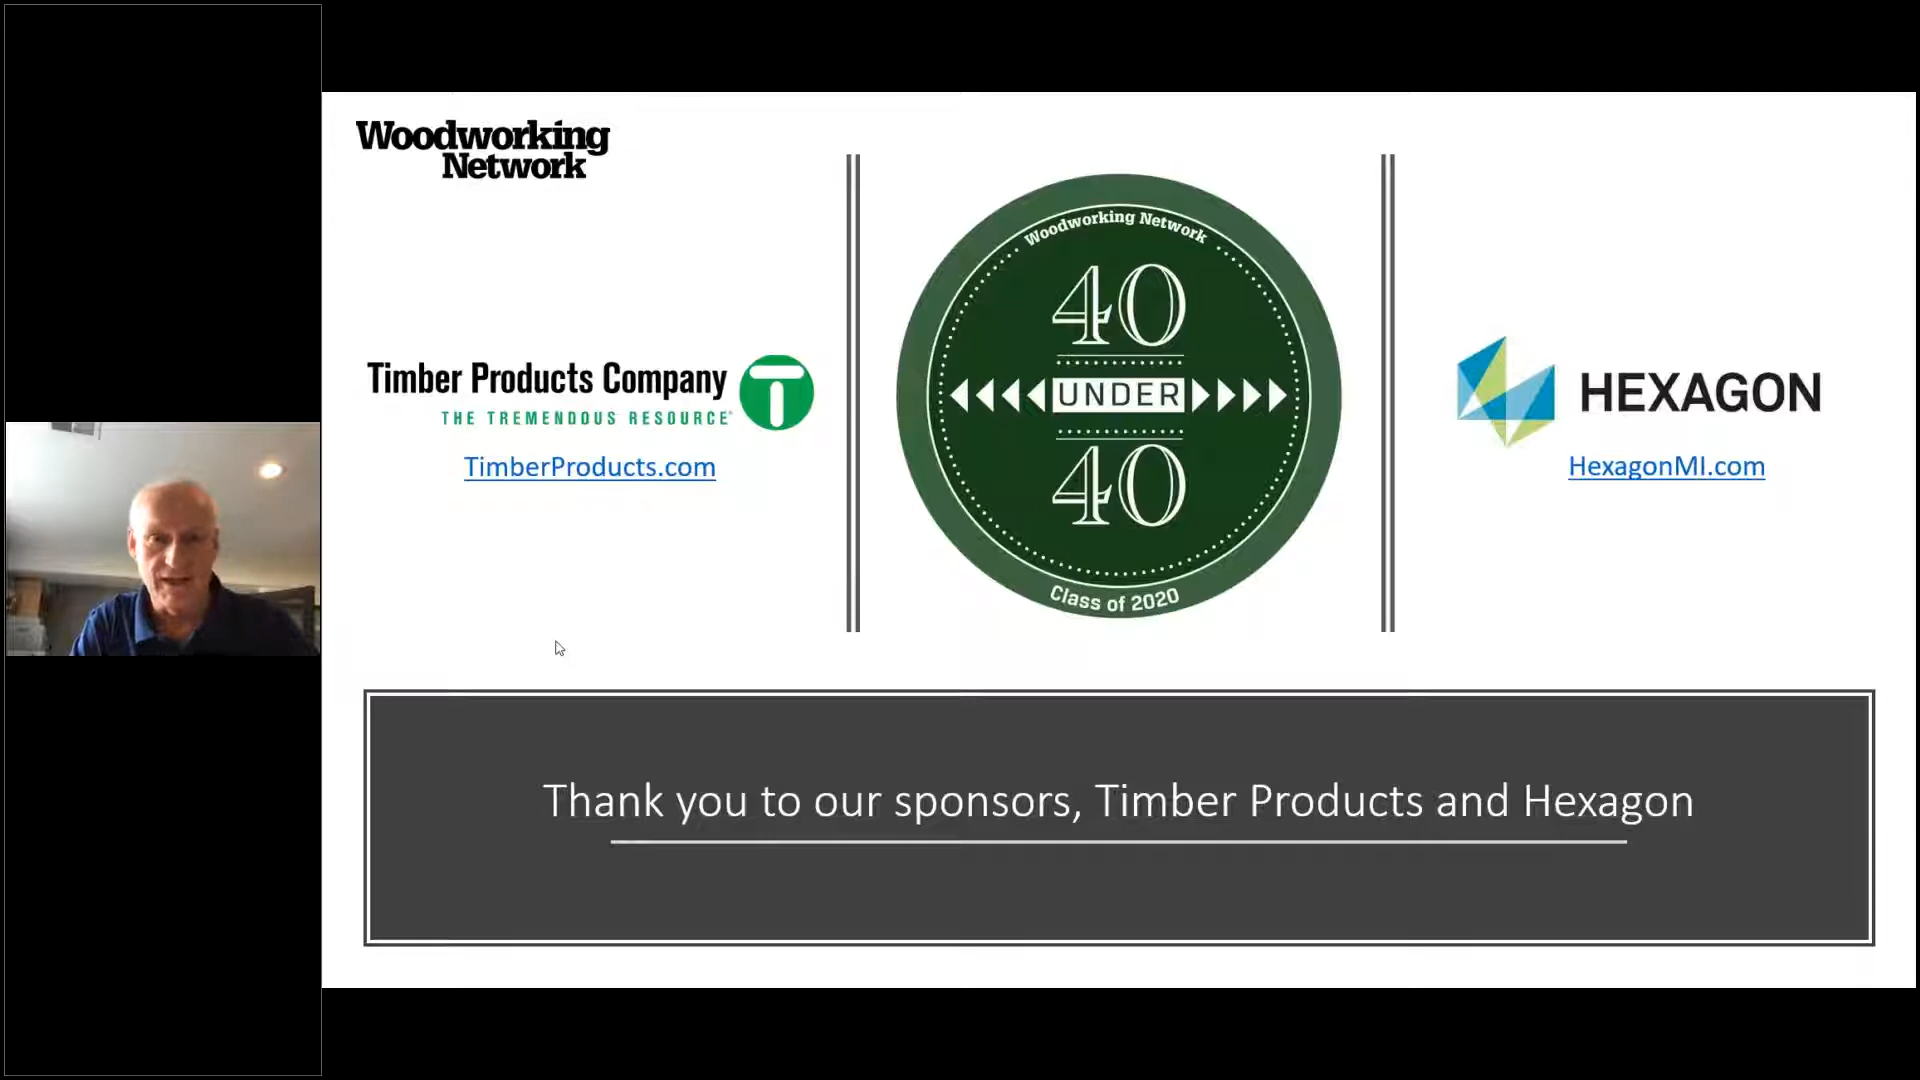 Woodworking
Network
Timber Products Company
THE TREMENDOUS RESOURCE®
TimberProducts.com
Woodworking Network
40
UNDER
40
Class of 2020
HEXAGON
HexagonMI.com
Thank you to our sponsors, Timber Products and Hexagon